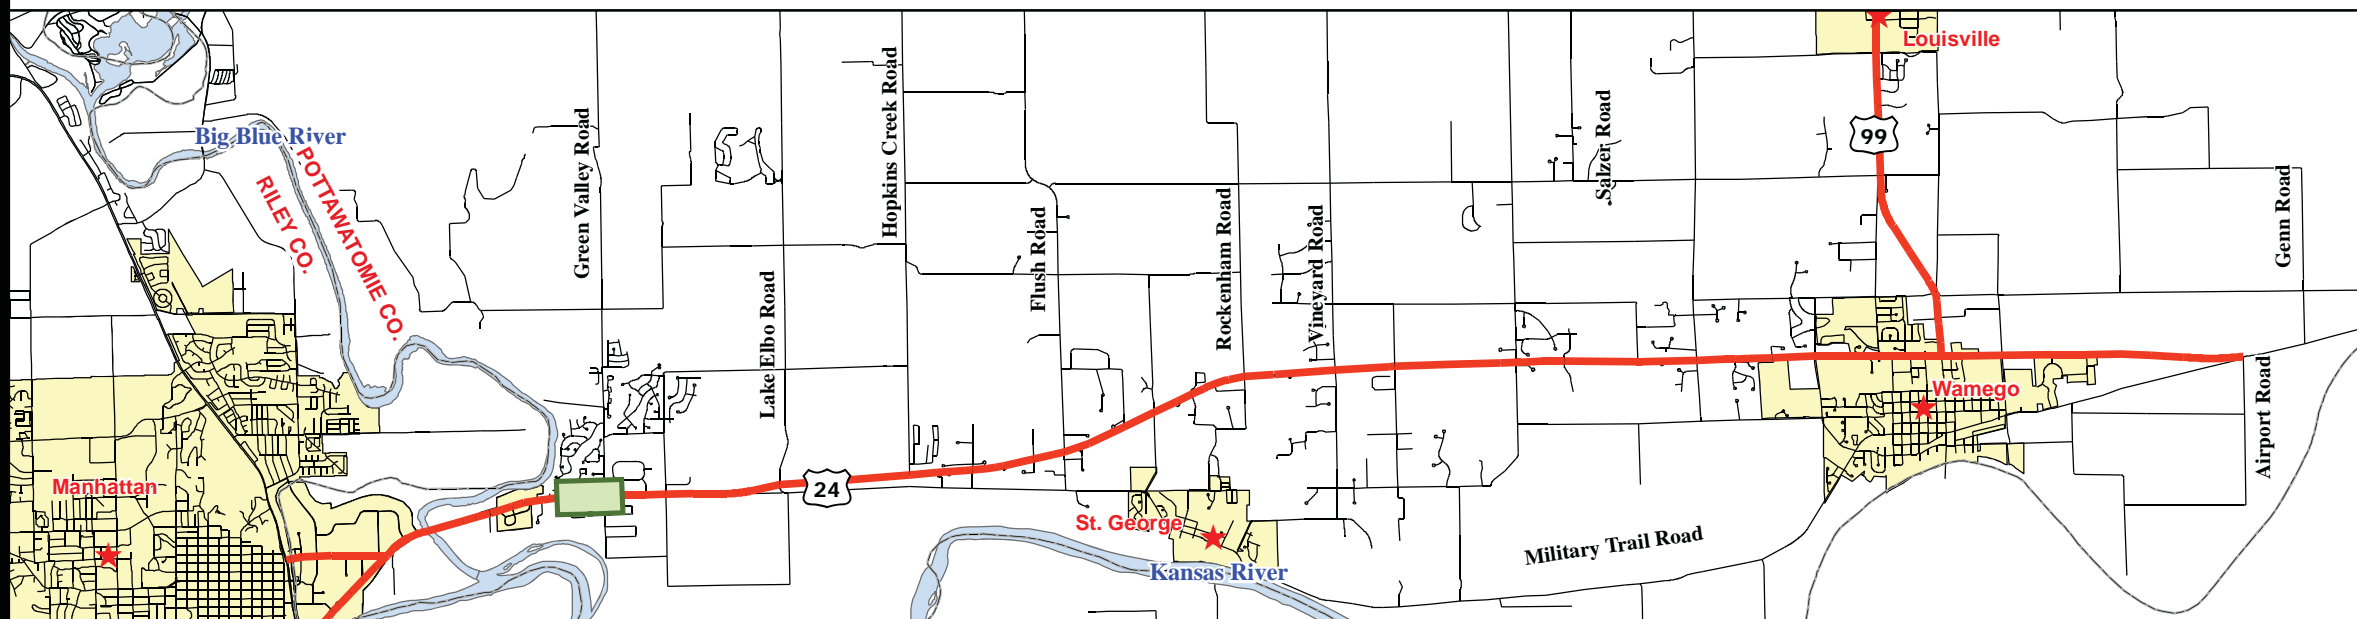 Louisville
99
Big Blue River
POTTAWATOMIE CO.
RILEY CO.
Green Valley Road
Hopkins Creek Road
Salzer Road
Genn Road
Lake Elbo Road
Flush Road
Rockenham Road
Vineyard Road
Wamego
Airport Road
Manhattan
24
St. George
Military Trail Road
Kansas River